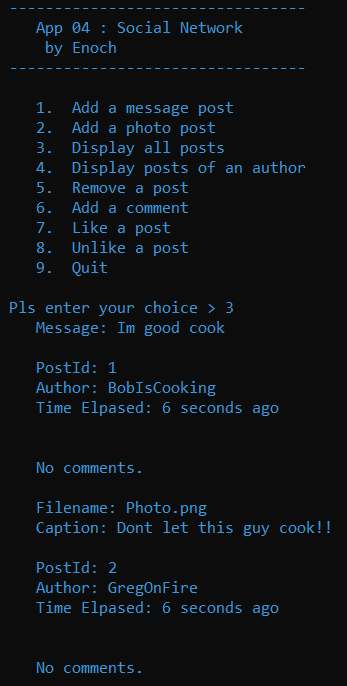 ---------------------------------
App 04 : Social Network
by Enoch
---------------------------------
1. Add a message post
2. Add a photo post
3. Display all posts
4. Display posts of an author
5. Remove a post
6. Add a comment
7. Like a post
8. Unlike a post
9. Quit
Pls enter your choice > 3
Message: Im good cook
PostId: 1
Author: BobIsCooking
Time Elpased: 6 seconds ago
No comments.
Filename: Photo.png
Caption: Dont let this guy cook!!
PostId: 2
Author: GregOnFire
Time Elpased: 6 seconds ago
No comments.